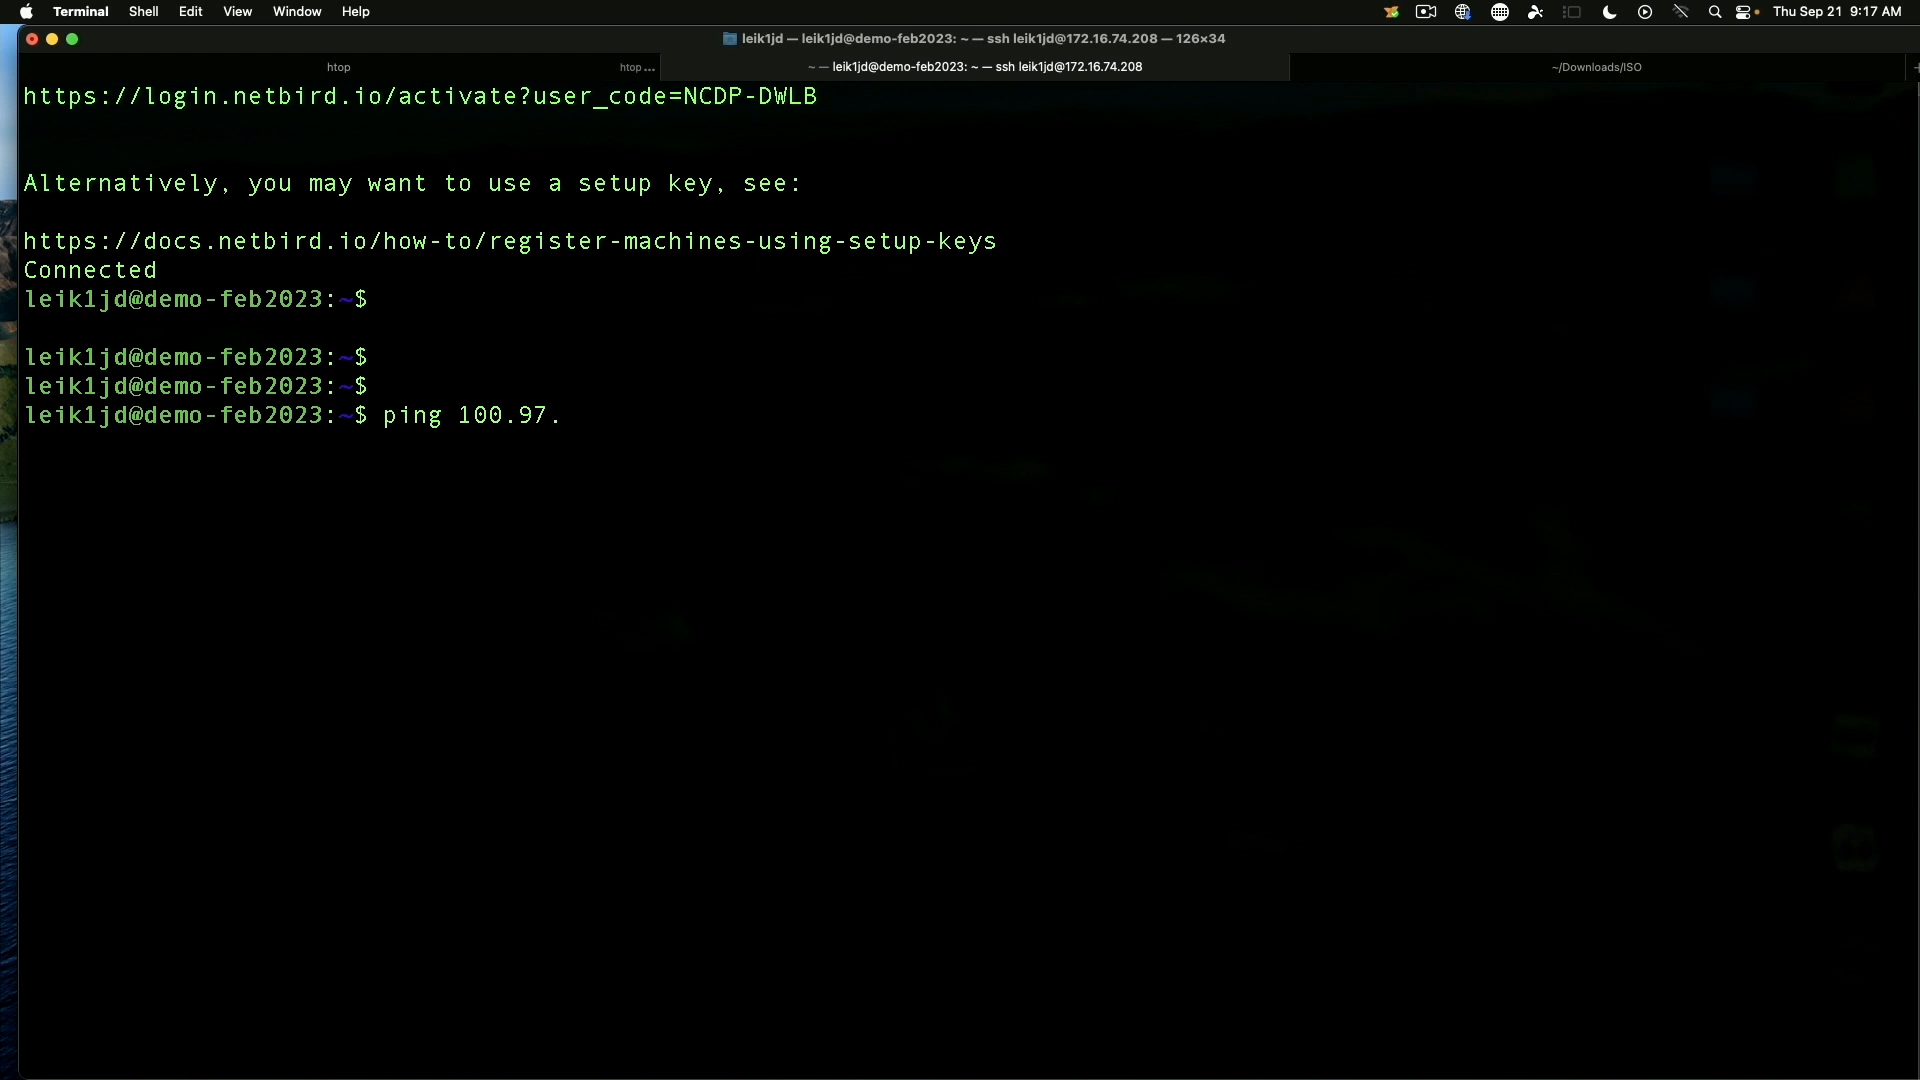 Terminal Shell Edit View Window Help Thu Sep 21 9:17 AM
leik1jd — leik1jd@demo-feb2023: ~ — ssh leik1jd@172.16.74.208 — 126×34
htop htop ... ~ — leik1jd@demo-feb2023: ~ — ssh leik1jd@172.16.74.208 ~/Downloads/ISO +
https://login.netbird.io/activate?user_code=NCDP-DWLB
Alternatively, you may want to use a setup key, see:
https://docs.netbird.io/how-to/register-machines-using-setup-keys
Connected
leik1jd@demo-feb2023:~$
leik1jd@demo-feb2023:~$
leik1jd@demo-feb2023:~$
leik1jd@demo-feb2023:~$ ping 100.97.